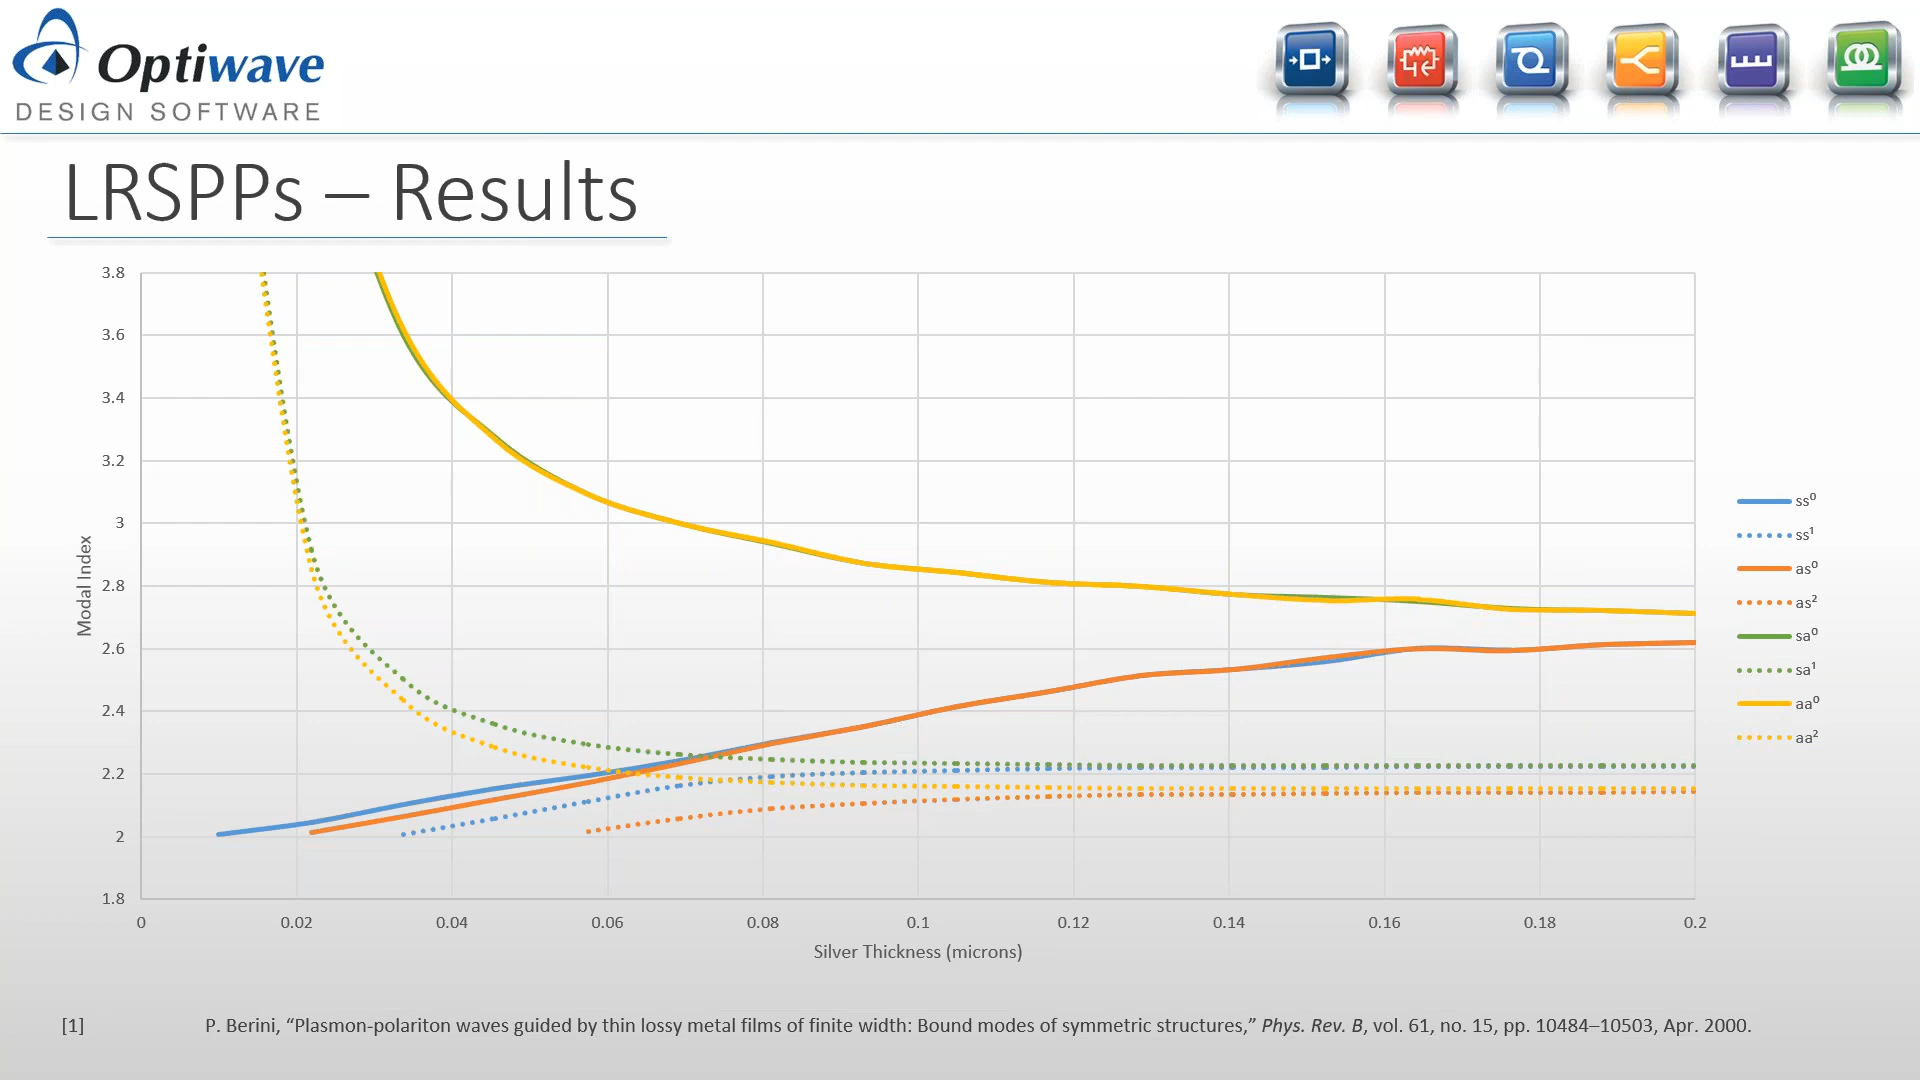 Optiwave
DESIGN SOFTWARE
LRSPPs – Results
3.8
3.6
3.4
3.2
3
2.8
2.6
2.4
2.2
2
1.8
Modal Index
0 0.02 0.04 0.06 0.08 0.1 0.12 0.14 0.16 0.18 0.2
Silver Thickness (microns)
ss⁰
ss¹
as⁰
as²
sa⁰
sa¹
aa⁰
aa²
[1] P. Berini, “Plasmon-polariton waves guided by thin lossy metal films of finite width: Bound modes of symmetric structures,” Phys. Rev. B, vol. 61, no. 15, pp. 10484–10503, Apr. 2000.